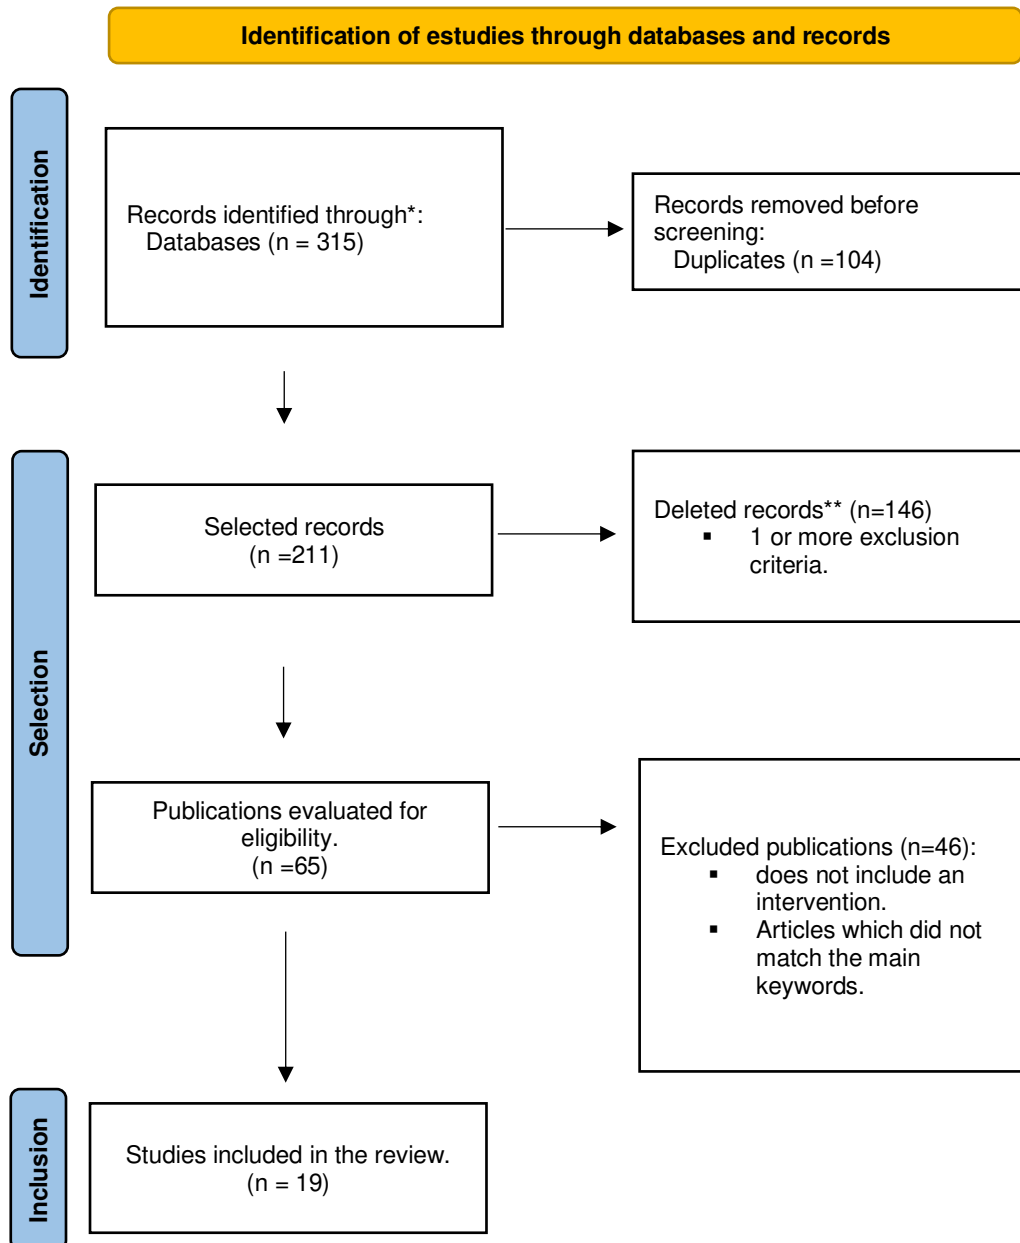 Identification of estudies through databases and records
Identification
Records identified through*:
Databases (n = 315)
Records removed before
screening:
Duplicates (n =104)
Selection
Selected records
(n =211)
Deleted records** (n=146)
▪ 1 or more exclusion
criteria.
Publications evaluated for
eligibility.
(n =65)
Excluded publications (n=46):
▪ does not include an
intervention.
▪ Articles which did not
match the main
keywords.
Inclusion
Studies included in the review.
(n = 19)